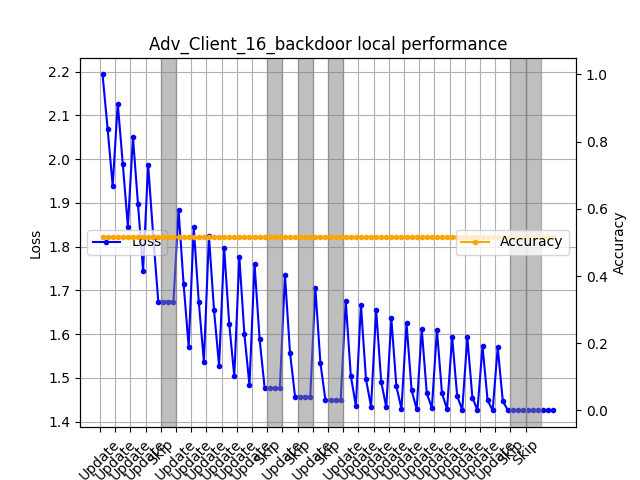 Adv_Client_16_backdoor local performance
2.2
2.1
2.0
1.9
1.8
1.7
1.6
1.5
1.4
Loss
1.0
0.8
0.6
0.4
0.2
0.0
Accuracy
Loss
Accuracy
Update
Update
Update
Update
Update
Skip
Update
Update
Update
Update
Update
Update
Skip
Update
Skip
Update
Skip
Update
Update
Update
Update
Update
Update
Update
Update
Update
Update
Update
Skip
Skip